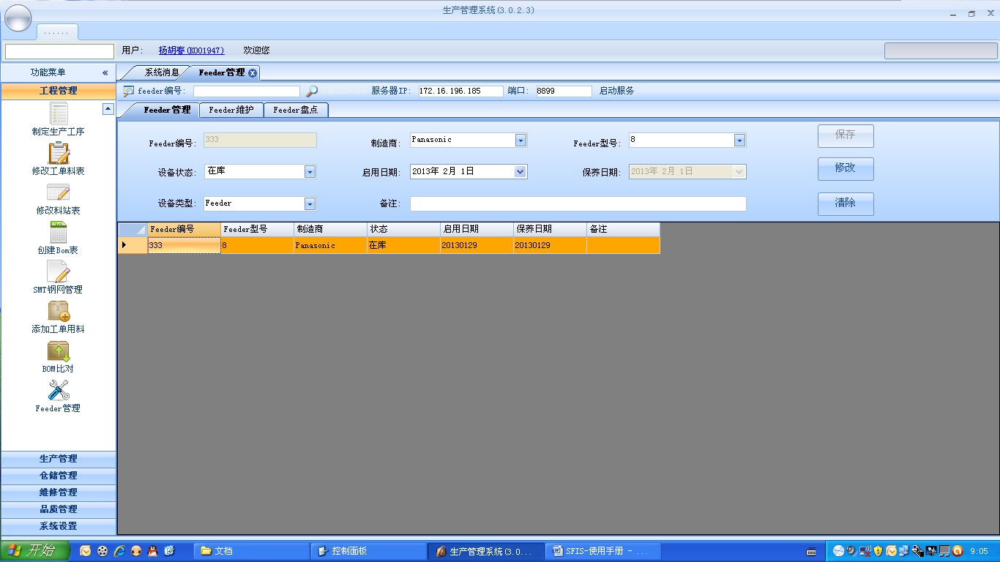 生产管理系统(3.0.2.3)
......
用户: 杨胡春(K001947) 欢迎您
功能菜单 «
系统消息 Feeder管理
工程管理
feeder编号: 服务器IP: 172.16.196.185 端口: 8899 启动服务
Feeder管理 Feeder维护 Feeder盘点
制定生产工序
修改工单料表
修改料站表
AUTO
创建Bom表
SMT钢网管理
添加工单用料
BOM比对
Feeder管理
Feeder编号: 333 制造商: Panasonic Feeder型号: 8 保存
设备状态: 在库 启用日期: 2013年 2月 1日 保养日期: 2013年 2月 1日 修改
设备类型: Feeder 备注: 清除
Feeder编号 Feeder型号 制造商 状态 启用日期 保养日期 备注
333 8 Panasonic 在库 20130129 20130129
生产管理
仓储管理
维修管理
品质管理
系统设置
开始 文档 控制面板 生产管理系统(3.0... SFIS-使用手册 - ... 9:05